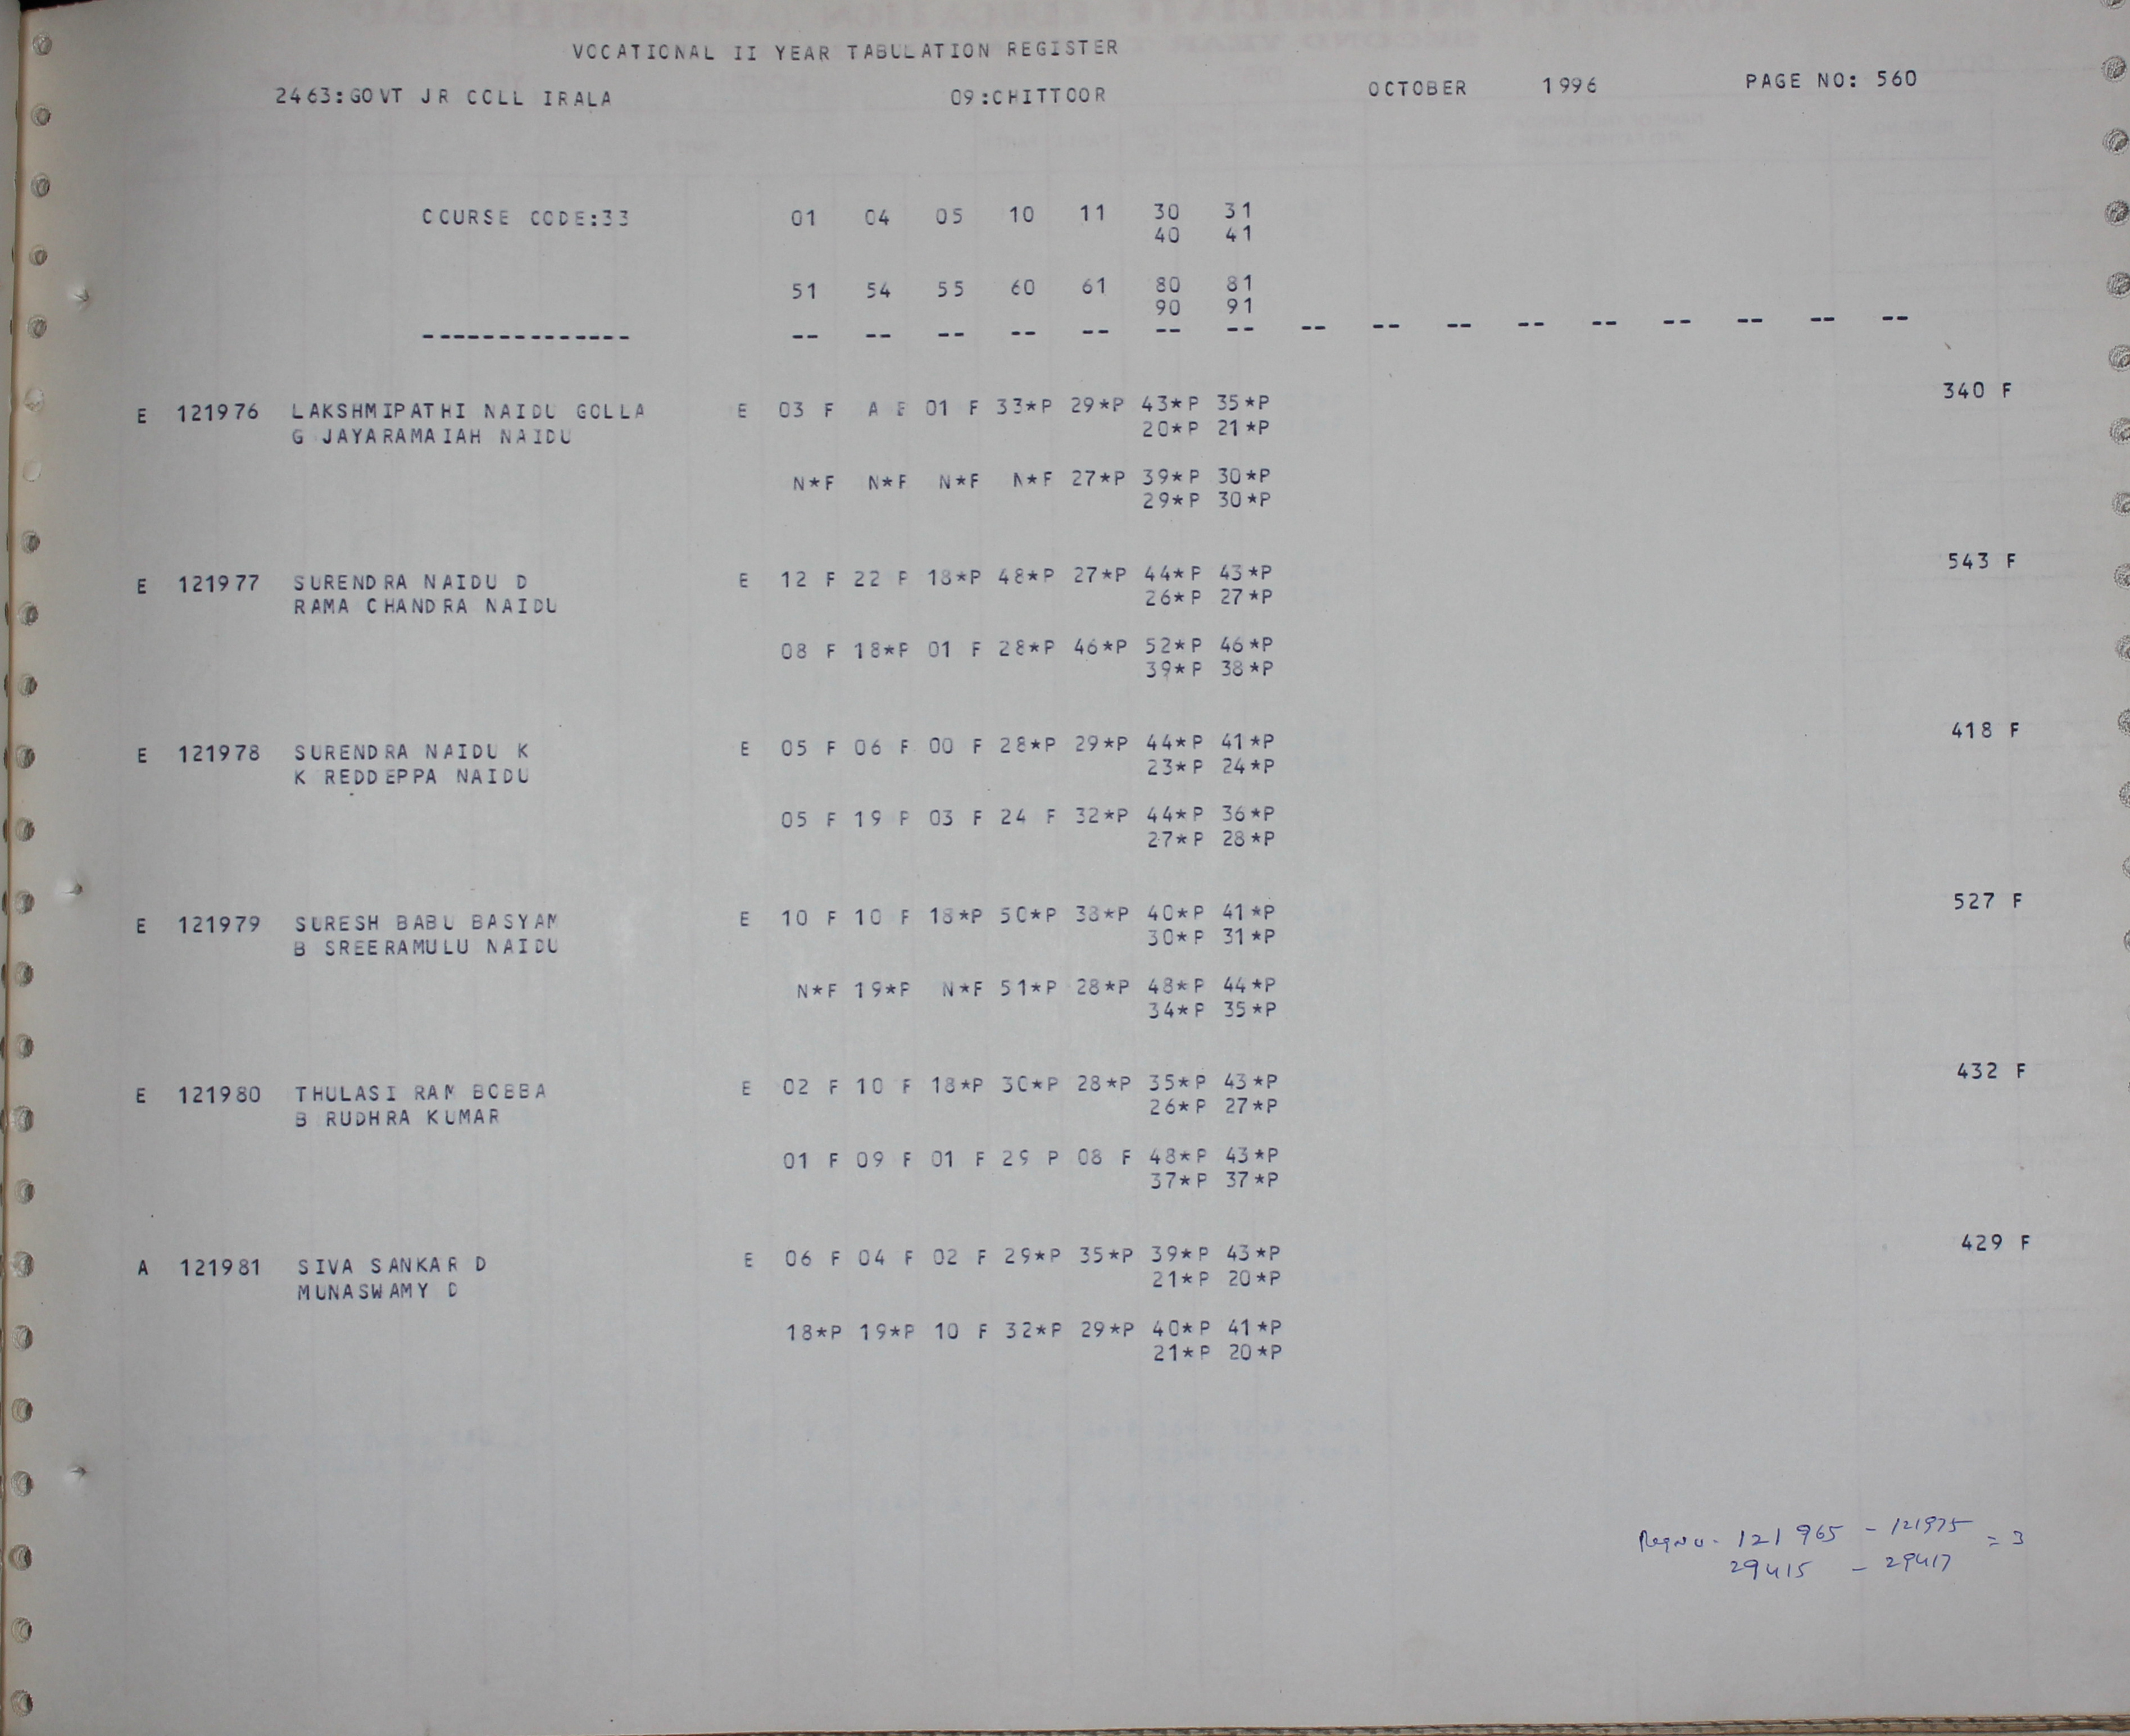 VOCATIONAL II YEAR TABULATION REGISTER
2463:GOVT JR COLL IRALA 09:CHITTOOR OCTOBER 1996 PAGE NO: 560
COURSE CODE:33 01 04 05 10 11 30 31
40 41
51 54 55 60 61 80 81
90 91
-------------- -- -- -- -- -- -- -- -- -- -- -- -- -- -- -- --
E 121976 LAKSHMIPATHI NAIDU GOLLA E 03 F A F 01 F 33*P 29*P 43*P 35*P 340 F
G JAYARAMAIAH NAIDU 20*P 21*P
N*F N*F N*F N*F 27*P 39*P 30*P
29*P 30*P
E 121977 SURENDRA NAIDU D E 12 F 22 P 18*P 48*P 27*P 44*P 43*P 543 F
RAMA CHANDRA NAIDU 26*P 27*P
08 F 18*P 01 F 28*P 46*P 52*P 46*P
39*P 38*P
E 121978 SURENDRA NAIDU K E 05 F 06 F 00 F 28*P 29*P 44*P 41*P 418 F
K REDDEPPA NAIDU 23*P 24*P
05 F 19 P 03 F 24 F 32*P 44*P 36*P
27*P 28*P
E 121979 SURESH BABU BASYAM E 10 F 10 F 18*P 50*P 38*P 40*P 41*P 527 F
B SREERAMULU NAIDU 30*P 31*P
N*F 19*P N*F 51*P 28*P 48*P 44*P
34*P 35*P
E 121980 THULASI RAM BOBBA E 02 F 10 F 18*P 30*P 28*P 35*P 43*P 432 F
B RUDHRA KUMAR 26*P 27*P
01 F 09 F 01 F 29 P 08 F 48*P 43*P
37*P 37*P
A 121981 SIVA SANKAR D E 06 F 04 F 02 F 29*P 35*P 39*P 43*P 429 F
MUNASWAMY D 21*P 20*P
18*P 19*P 10 F 32*P 29*P 40*P 41*P
21*P 20*P
Regno. 121965 - 121975 = 3
29415 - 29417